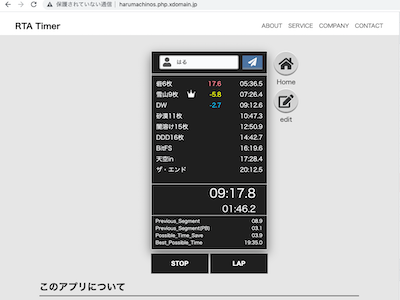 保護されていない通信 | harumachinos.php.xdomain.jp
RTA Timer
ABOUT SERVICE COMPANY CONTACT
はる
岩6枚 17.6 05:36.5
雪山9枚 -5.8 07:26.4
DW -2.7 09:12.6
砂漠11枚 10:47.3
闇溶け15枚 12:50.9
DDD16枚 14:42.7
BitFS 16:19.6
天空in 17:28.4
ザ・エンド 20:12.5
09:17.8
01:46.2
Previous_Segment 08.9
Previous_Segment(PB) 03.1
Possible_Time_Save 03.9
Best_Possible_Time 19:35.0
STOP LAP
Home
edit
このアプリについて